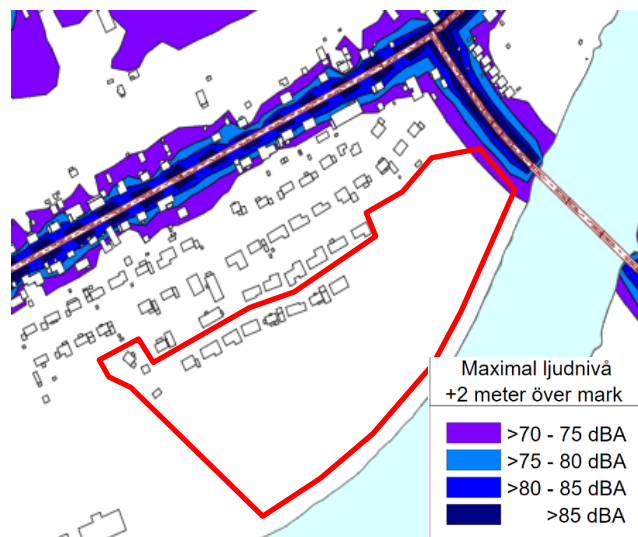 Maximal ljudnivå
+2 meter över mark
>70 - 75 dBA
>75 - 80 dBA
>80 - 85 dBA
>85 dBA